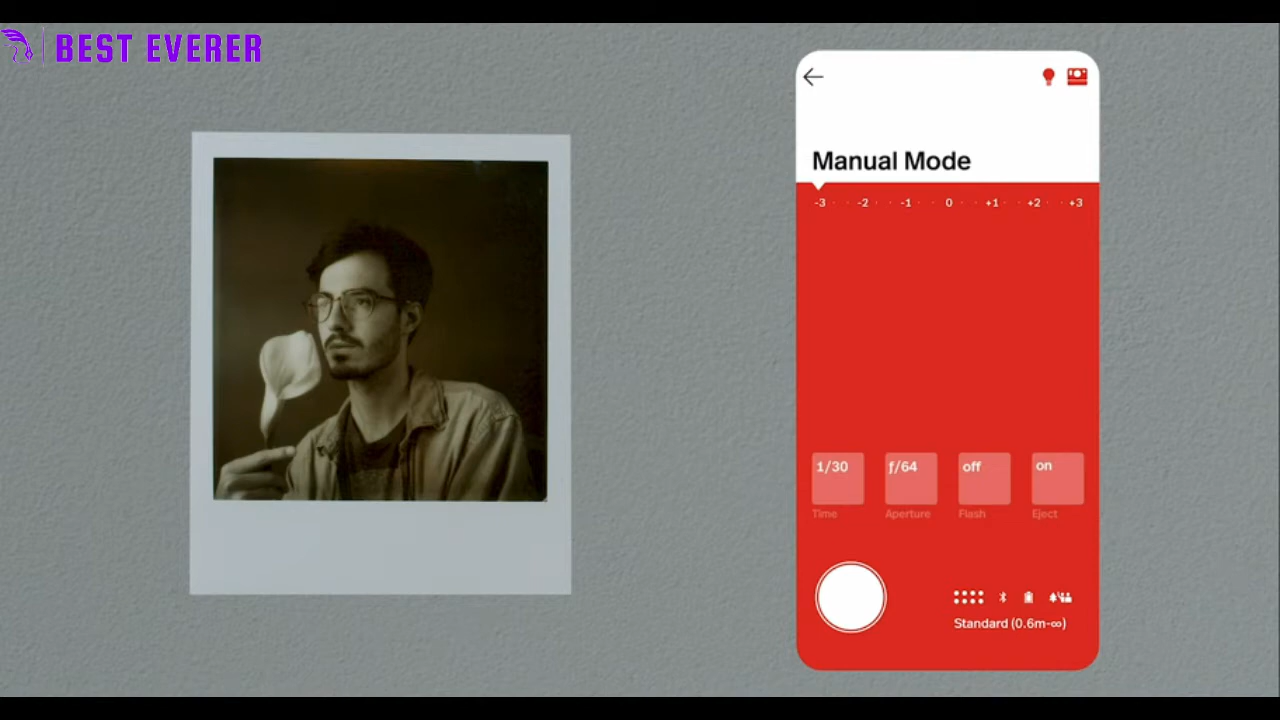 BEST EVERER
Manual Mode
-3 · · -2 · · -1 · · 0 · · +1 · · +2 · · +3
1/30 ƒ/64 off on
Time Aperture Flash Eject
Standard (0.6m-∞)